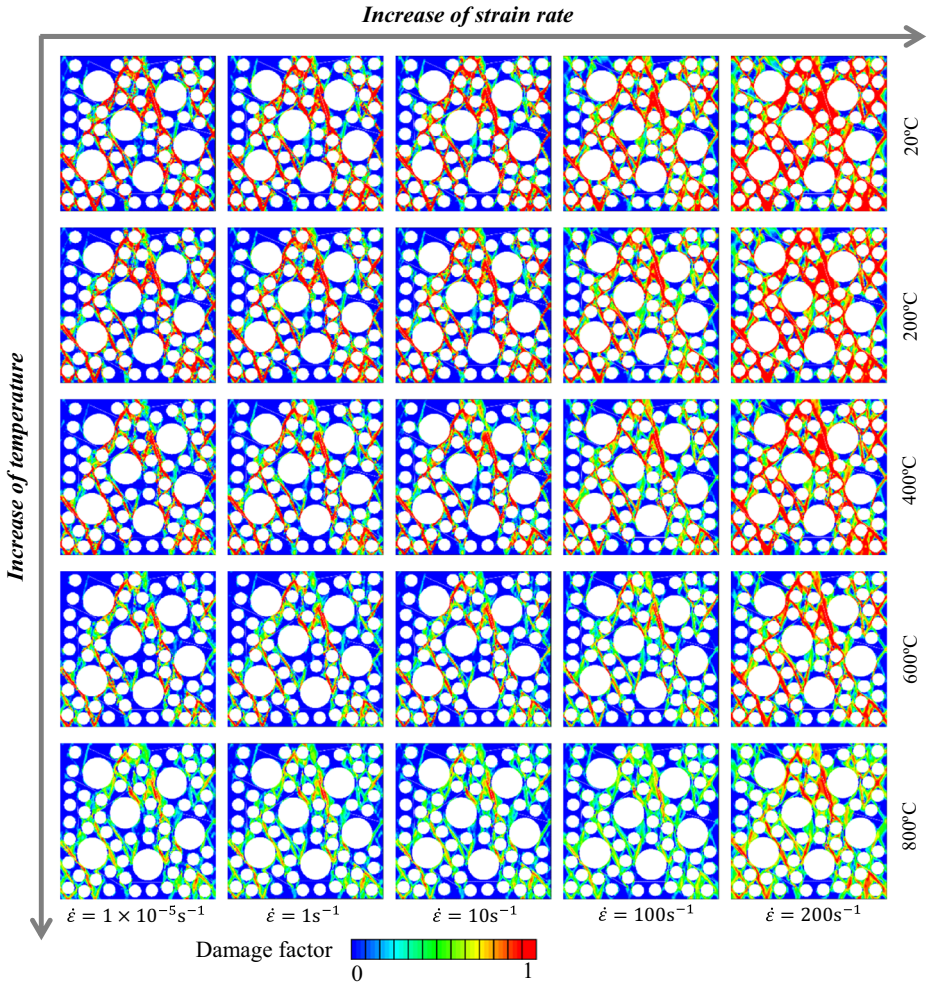 Increase of strain rate
Increase of temperature
20°C
200°C
400°C
600°C
800°C
ε̇ = 1 × 10⁻⁵s⁻¹
ε̇ = 1s⁻¹
ε̇ = 10s⁻¹
ε̇ = 100s⁻¹
ε̇ = 200s⁻¹
Damage factor
0
1